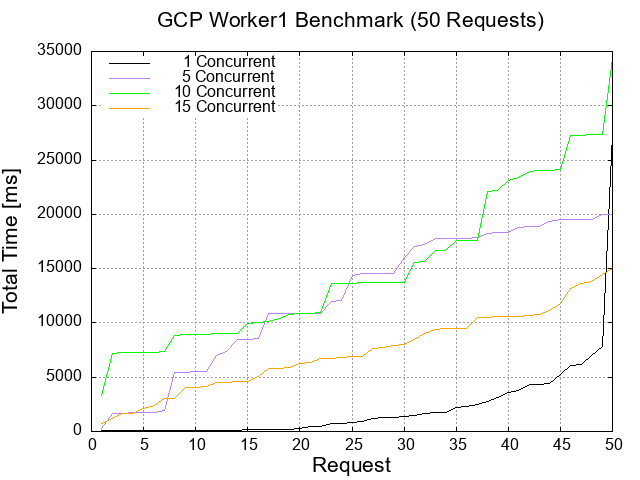 GCP Worker1 Benchmark (50 Requests)
35000
30000
25000
20000
15000
10000
5000
0
Total Time [ms]
1 Concurrent
5 Concurrent
10 Concurrent
15 Concurrent
0 5 10 15 20 25 30 35 40 45 50
Request